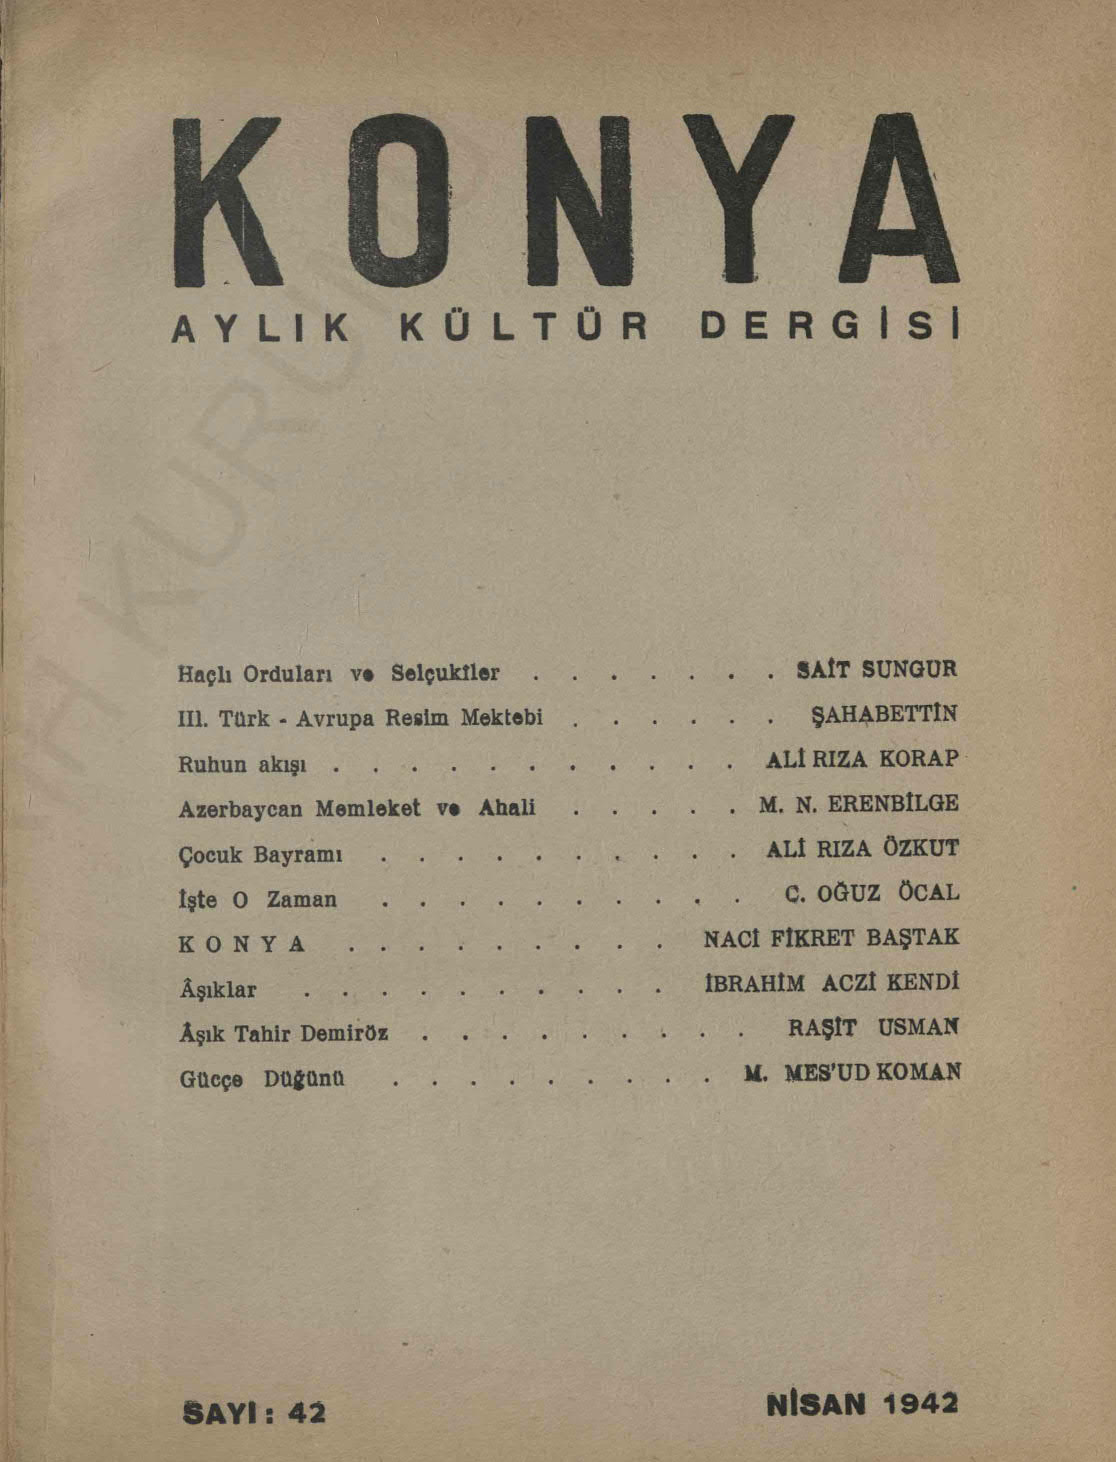 KONYA
AYLIK KÜLTÜR DERGİSİ
Haçlı Orduları ve Selçukîler . . . . . . . SAİT SUNGUR
III. Türk - Avrupa Resim Mektebi . . . . . . ŞAHABETTİN
Ruhun akışı . . . . . . . . . . . ALİ RIZA KORAP
Azerbaycan Memleket ve Ahali . . . . . M. N. ERENBİLGE
Çocuk Bayramı . . . . . . . . . . ALİ RIZA ÖZKUT
İşte O Zaman . . . . . . . . . . Ç. OĞUZ ÖCAL
KONYA . . . . . . . . . NACİ FİKRET BAŞTAK
Âşıklar . . . . . . . . . . İBRAHİM ACZİ KENDİ
Âşık Tahir Demiröz . . . . . . . . . RAŞİT USMAN
Gücçe Düğünü . . . . . . . . . M. MES'UD KOMAN
SAYI : 42
NİSAN 1942